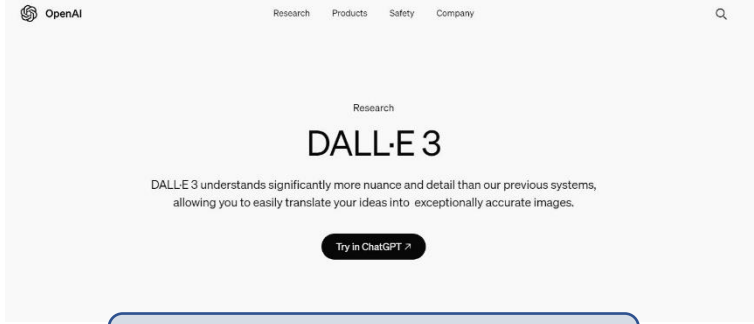 OpenAI
Research Products Safety Company
Research
DALL·E 3
DALL·E 3 understands significantly more nuance and detail than our previous systems,
allowing you to easily translate your ideas into exceptionally accurate images.
Try in ChatGPT ↗